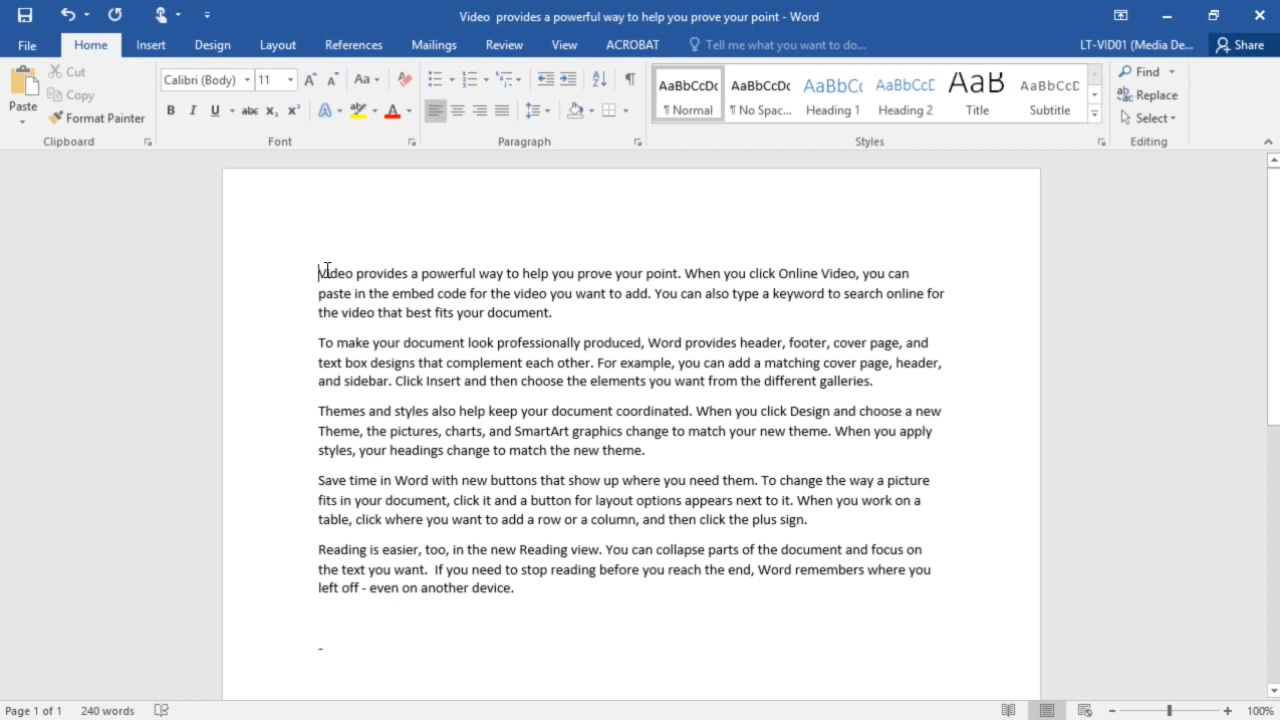 Video provides a powerful way to help you prove your point - Word
File Home Insert Design Layout References Mailings Review View ACROBAT Tell me what you want to do... LT-VID01 (Media De... Share
Paste Cut Copy Format Painter
Calibri (Body) 11 Aa
B I U abc x₂ x² A A
AaBbCcDc AaBbCcDc AaBbC AaBbCcD AaB AaBbCcD
¶ Normal ¶ No Spac... Heading 1 Heading 2 Title Subtitle
Find
Replace
Select
Clipboard Font Paragraph Styles Editing
Video provides a powerful way to help you prove your point. When you click Online Video, you can
paste in the embed code for the video you want to add. You can also type a keyword to search online for
the video that best fits your document.
To make your document look professionally produced, Word provides header, footer, cover page, and
text box designs that complement each other. For example, you can add a matching cover page, header,
and sidebar. Click Insert and then choose the elements you want from the different galleries.
Themes and styles also help keep your document coordinated. When you click Design and choose a new
Theme, the pictures, charts, and SmartArt graphics change to match your new theme. When you apply
styles, your headings change to match the new theme.
Save time in Word with new buttons that show up where you need them. To change the way a picture
fits in your document, click it and a button for layout options appears next to it. When you work on a
table, click where you want to add a row or a column, and then click the plus sign.
Reading is easier, too, in the new Reading view. You can collapse parts of the document and focus on
the text you want.  If you need to stop reading before you reach the end, Word remembers where you
left off - even on another device.
-
Page 1 of 1 240 words 100%